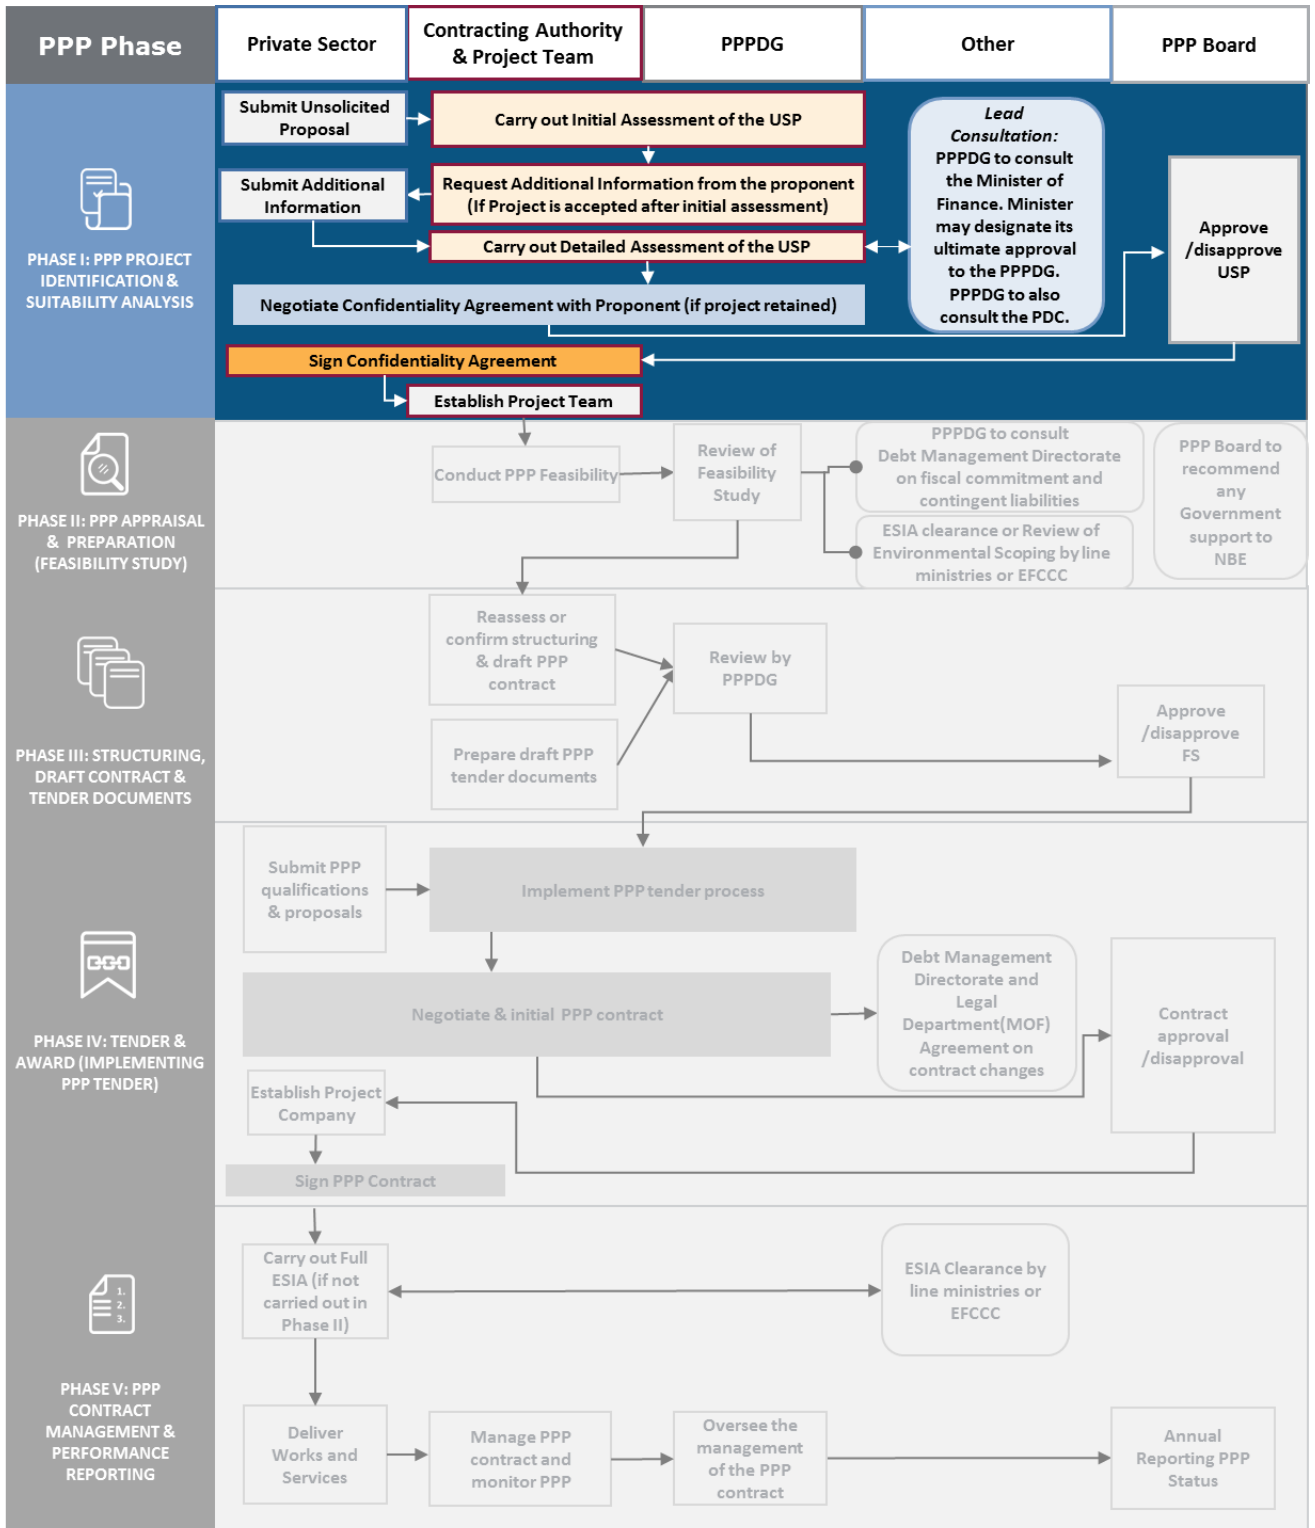 PPP Phase
Private Sector
Contracting Authority
& Project Team
PPPDG
Other
PPP Board
PHASE I: PPP PROJECT
IDENTIFICATION &
SUITABILITY ANALYSIS
Submit Unsolicited
Proposal
Carry out Initial Assessment of the USP
Submit Additional
Information
Request Additional Information from the proponent
(If Project is accepted after initial assessment)
Carry out Detailed Assessment of the USP
Negotiate Confidentiality Agreement with Proponent (if project retained)
Lead
Consultation:
PPPDG to consult
the Minister of
Finance. Minister
may designate its
ultimate approval
to the PPPDG.
PPPDG to also
consult the PDC.
Approve
/disapprove
USP
Sign Confidentiality Agreement
Establish Project Team
PHASE II: PPP APPRAISAL
& PREPARATION
(FEASIBILITY STUDY)
Conduct PPP Feasibility
Review of
Feasibility
Study
PPPDG to consult
Debt Management Directorate
on fiscal commitment and
contingent liabilities
ESIA clearance or Review of
Environmental Scoping by line
ministries or EFCCC
PPP Board to
recommend
any
Government
support to
NBE
PHASE III: STRUCTURING,
DRAFT CONTRACT &
TENDER DOCUMENTS
Reassess or
confirm structuring
& draft PPP
contract
Prepare draft PPP
tender documents
Review by
PPPDG
Approve
/disapprove
FS
PHASE IV: TENDER &
AWARD (IMPLEMENTING
PPP TENDER)
Submit PPP
qualifications
& proposals
Implement PPP tender process
Negotiate & initial PPP contract
Debt Management
Directorate and
Legal
Department(MOF)
Agreement on
contract changes
Contract
approval
/disapproval
Establish Project
Company
Sign PPP Contract
PHASE V: PPP
CONTRACT
MANAGEMENT &
PERFORMANCE
REPORTING
1.
2.
3.
Carry out Full
ESIA (if not
carried out in
Phase II)
ESIA Clearance by
line ministries or
EFCCC
Deliver
Works and
Services
Manage PPP
contract and
monitor PPP
Oversee the
management
of the PPP
contract
Annual
Reporting PPP
Status